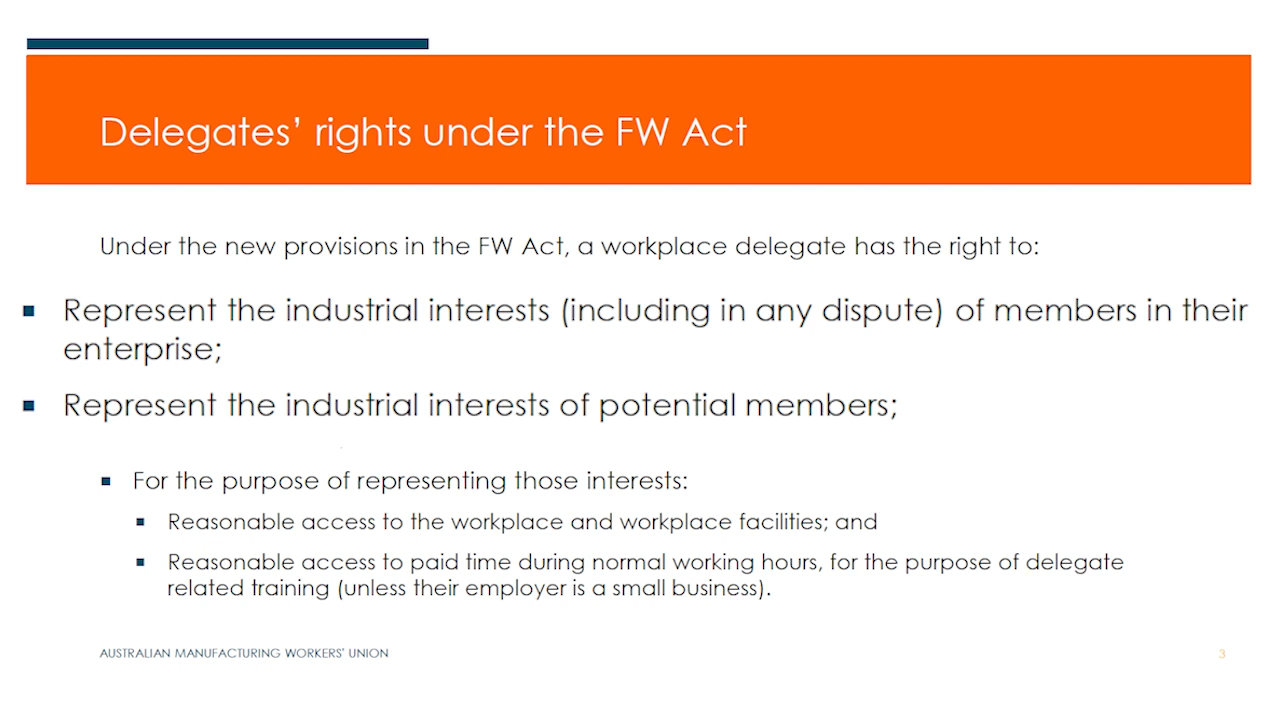 Delegates’ rights under the FW Act
Under the new provisions in the FW Act, a workplace delegate has the right to:
Represent the industrial interests (including in any dispute) of members in their
enterprise;
Represent the industrial interests of potential members;
For the purpose of representing those interests:
Reasonable access to the workplace and workplace facilities; and
Reasonable access to paid time during normal working hours, for the purpose of delegate
related training (unless their employer is a small business).
AUSTRALIAN MANUFACTURING WORKERS' UNION
3